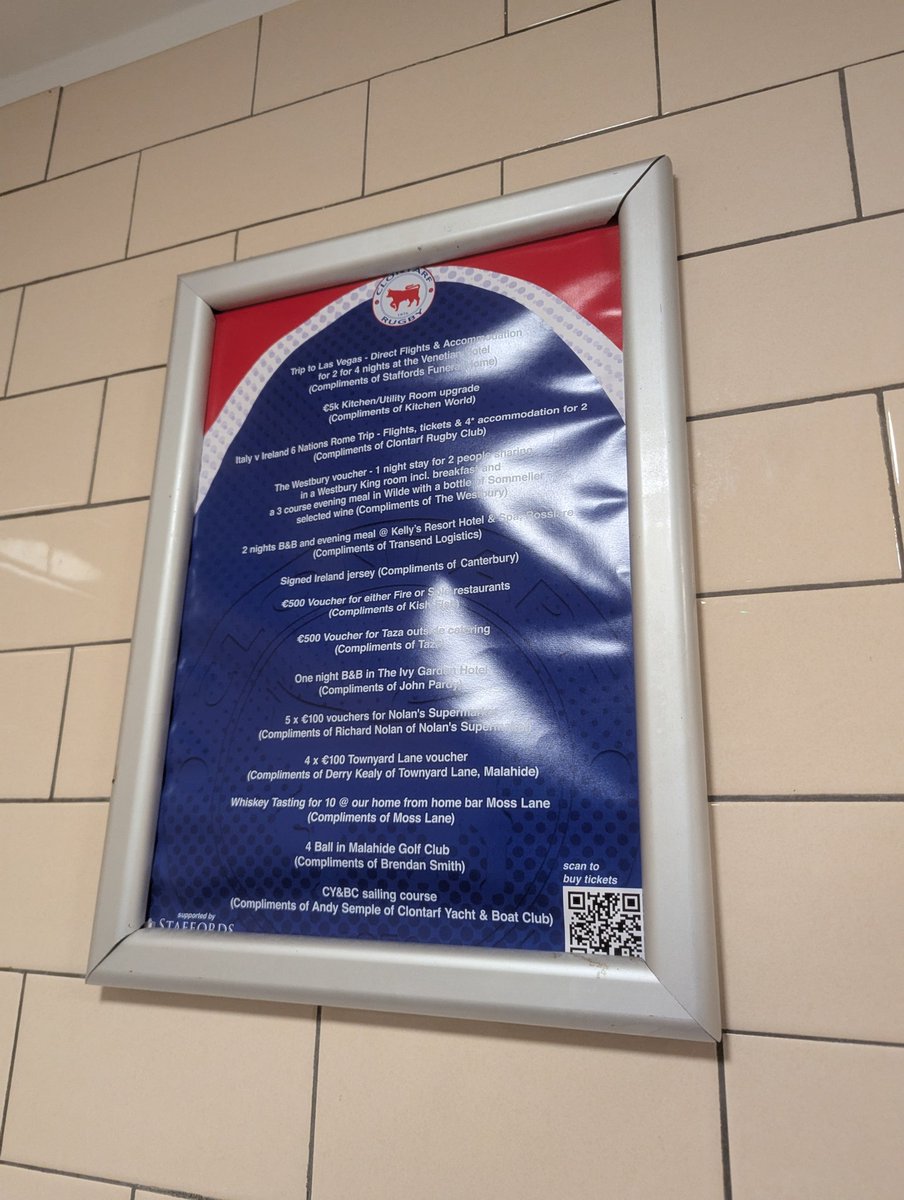 CLONTARF
RUGBY
Trip to Las Vegas - Direct Flights & Accommodation
for 2 for 4 nights at the Venetian Hotel
(Compliments of Staffords Funeral Home)
€5k Kitchen/Utility Room upgrade
(Compliments of Kitchen World)
Italy v Ireland 6 Nations Rome Trip - Flights, tickets & 4* accommodation for 2
(Compliments of Clontarf Rugby Club)
The Westbury voucher - 1 night stay for 2 people sharing
in a Westbury King room incl. breakfast and
a 3 course evening meal in Wilde with a bottle of Sommelier
selected wine (Compliments of The Westbury)
2 nights B&B and evening meal @ Kelly's Resort Hotel & Spa, Rosslare
(Compliments of Transend Logistics)
Signed Ireland jersey (Compliments of Canterbury)
€500 Voucher for either Fire or Sole restaurants
(Compliments of Kish
€500 Voucher for Taza outside catering
(Compliments of Taza)
One night B&B in The Ivy Garden Hotel
(Compliments of John Pardy)
5 x €100 vouchers for Nolan's Supermarket
(Compliments of Richard Nolan of Nolan's Supermarket)
4 x €100 Townyard Lane voucher
(Compliments of Derry Kealy of Townyard Lane, Malahide)
Whiskey Tasting for 10 @ our home from home bar Moss Lane
(Compliments of Moss Lane)
4 Ball in Malahide Golf Club
(Compliments of Brendan Smith)
CY&BC sailing course
(Compliments of Andy Semple of Clontarf Yacht & Boat Club)
scan to
buy tickets
supported by
STAFFORDS